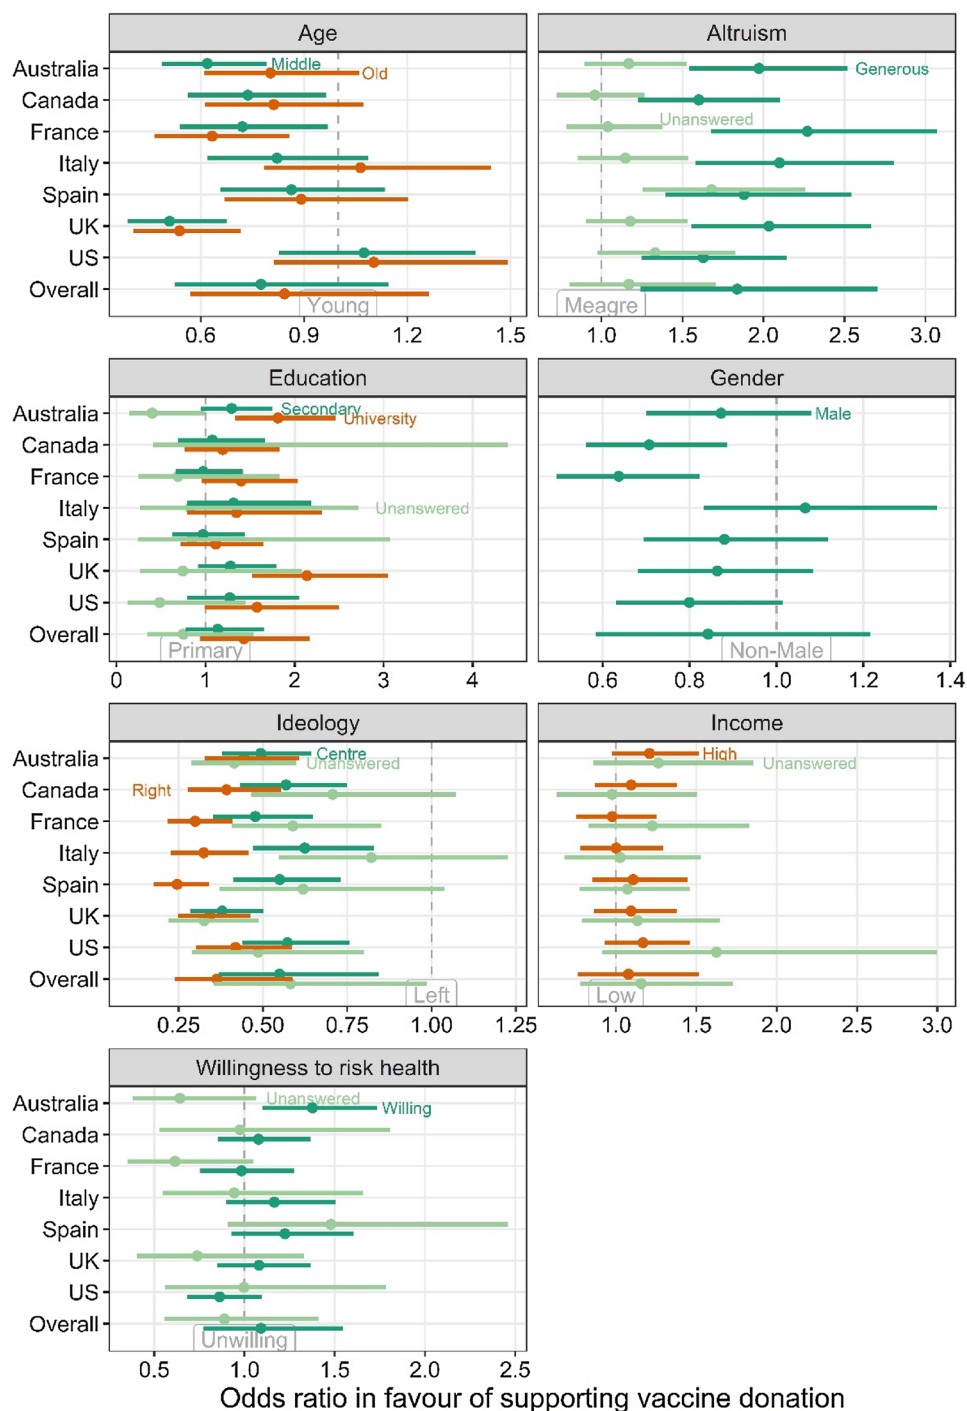 Age
Altruism
Australia
Middle
Old
Generous
Canada
France
Unanswered
Italy
Spain
UK
US
Overall
Young
Meagre
0.6 0.9 1.2 1.5
1.0 1.5 2.0 2.5 3.0
Education
Gender
Australia
Secondary
University
Male
Canada
France
Italy
Unanswered
Spain
UK
US
Overall
Primary
Non-Male
0 1 2 3 4
0.6 0.8 1.0 1.2 1.4
Ideology
Income
Australia
Centre
Unanswered
High
Unanswered
Canada
Right
France
Italy
Spain
UK
US
Overall
Left
Low
0.25 0.50 0.75 1.00 1.25
1.0 1.5 2.0 2.5 3.0
Willingness to risk health
Australia
Unanswered
Willing
Canada
France
Italy
Spain
UK
US
Overall
Unwilling
0.5 1.0 1.5 2.0 2.5
Odds ratio in favour of supporting vaccine donation